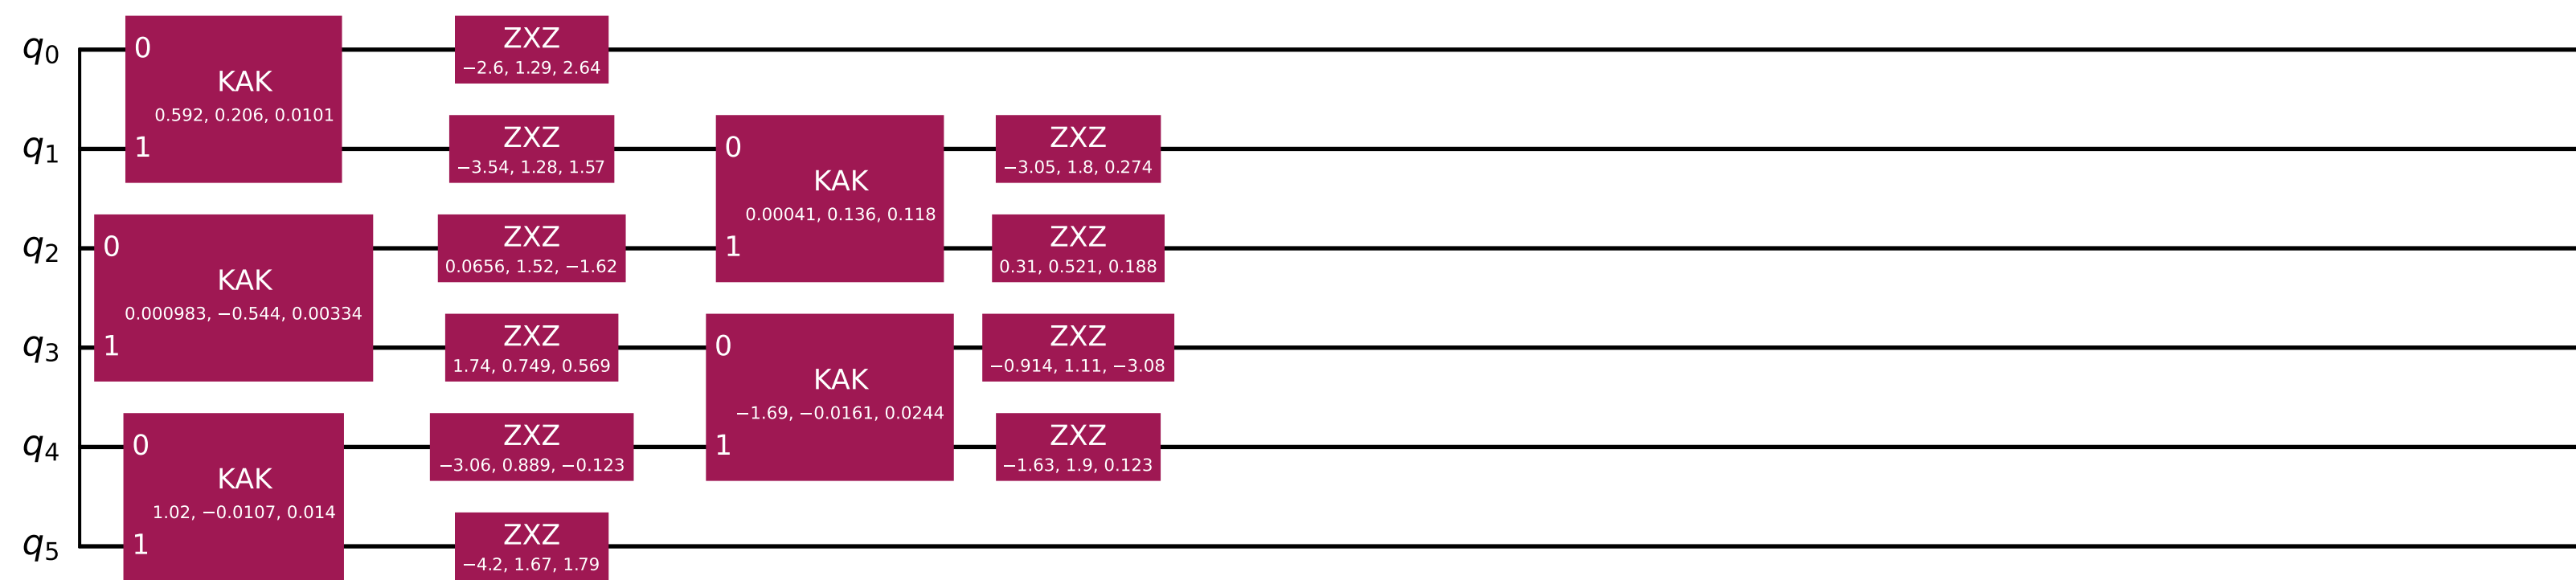 q0 0 ZXZ
KAK −2.6, 1.29, 2.64
0.592, 0.206, 0.0101 ZXZ ZXZ
q1 1 −3.54, 1.28, 1.57 0 −3.05, 1.8, 0.274
KAK
0.00041, 0.136, 0.118
q2 0 ZXZ 1 ZXZ
KAK 0.0656, 1.52, −1.62 0.31, 0.521, 0.188
0.000983, −0.544, 0.00334
q3 1 ZXZ 0 ZXZ
1.74, 0.749, 0.569 KAK −0.914, 1.11, −3.08
−1.69, −0.0161, 0.0244
q4 0 ZXZ 1 ZXZ
KAK −3.06, 0.889, −0.123 −1.63, 1.9, 0.123
1.02, −0.0107, 0.014
q5 1 ZXZ
−4.2, 1.67, 1.79